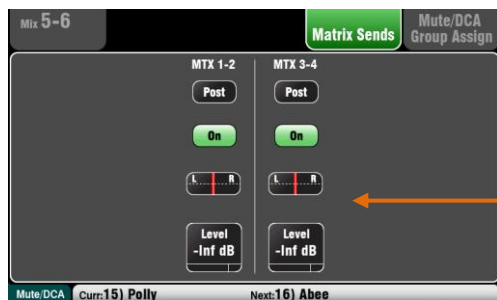 Mix 5-6
Matrix Sends
Mute/DCA
Group Assign
MTX 1-2 MTX 3-4
Post Post
On On
L R L R
Level Level
-Inf dB -Inf dB
Mute/DCA Curr:15) Polly Next:16) Abee